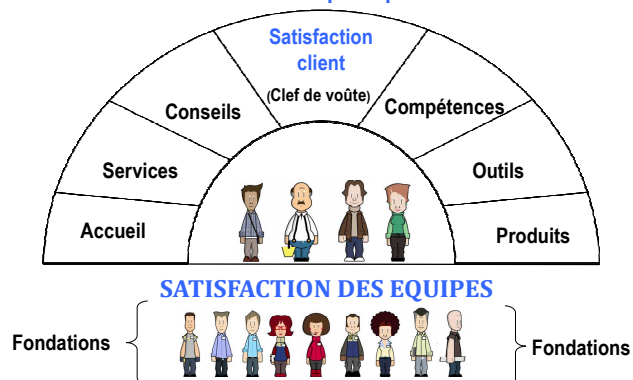 Satisfaction
client
(Clef de voûte)
Conseils
Compétences
Services
Outils
Accueil
Produits
SATISFACTION DES EQUIPES
Fondations
Fondations